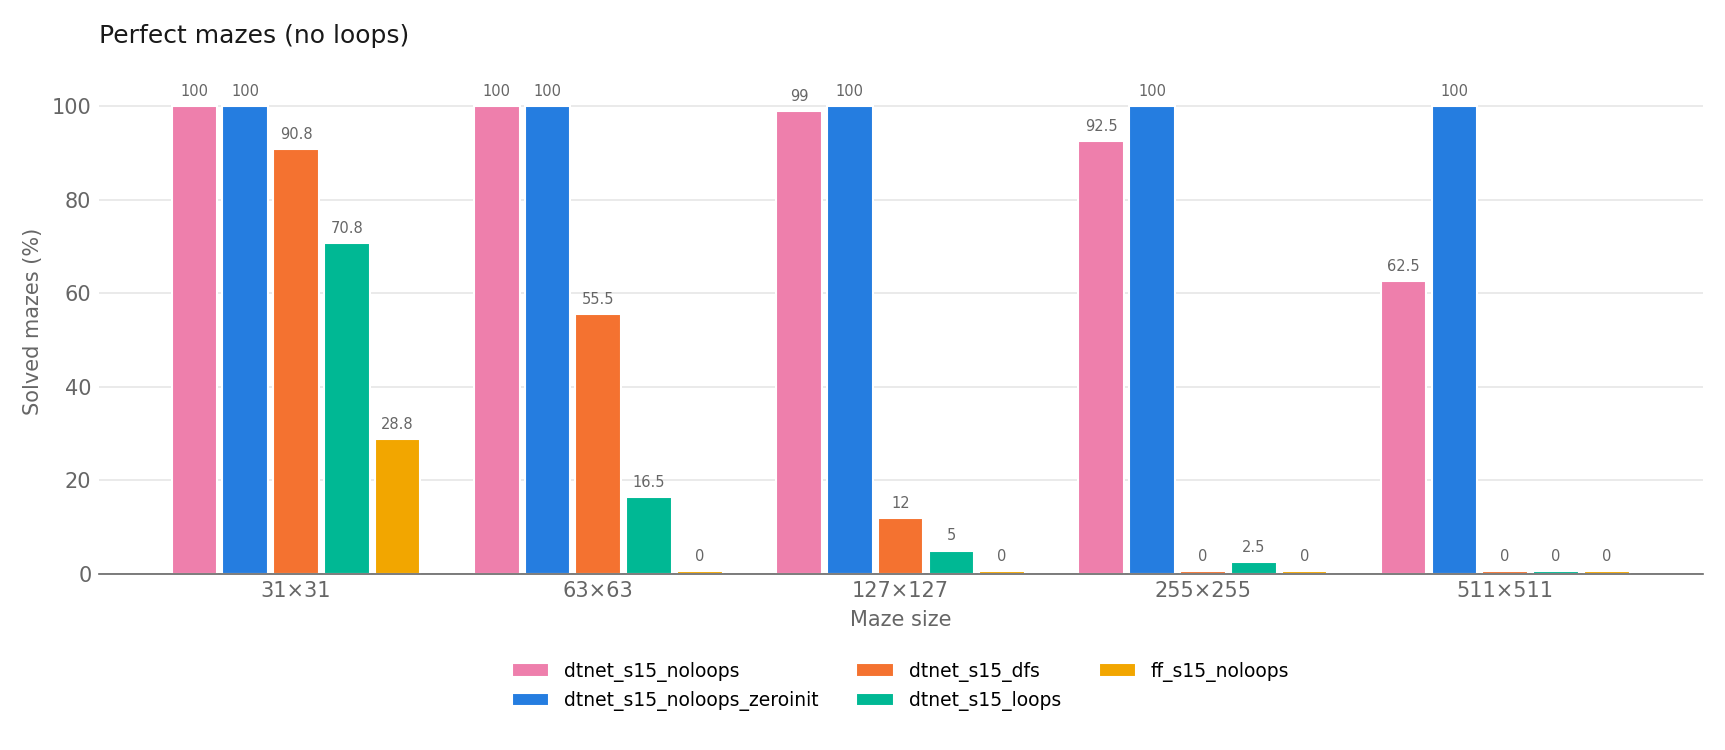 Perfect mazes (no loops)
100 100 100 100 99 100 100 100
92.5
90.8
70.8
62.5
55.5
28.8
16.5
12
5
0 0 0 2.5 0 0 0 0
Solved mazes (%)
100
80
60
40
20
0
31×31 63×63 127×127 255×255 511×511
Maze size
dtnet_s15_noloops dtnet_s15_dfs ff_s15_noloops
dtnet_s15_noloops_zeroinit dtnet_s15_loops